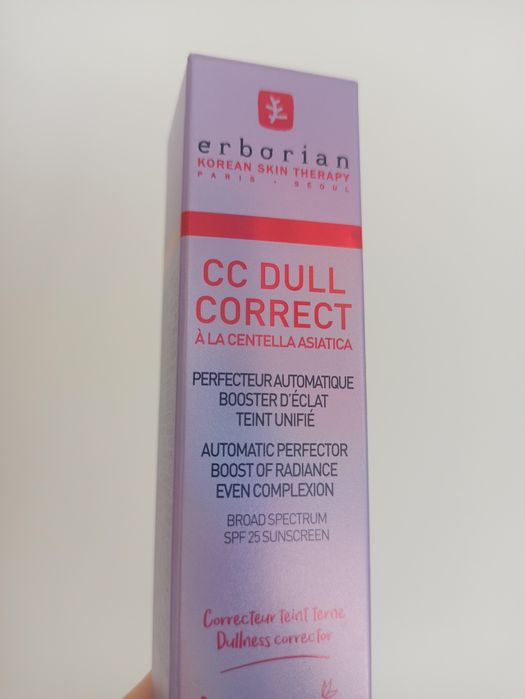 erborian
KOREAN SKIN THERAPY
PARIS . SEOUL
CC DULL
CORRECT
À LA CENTELLA ASIATICA
PERFECTEUR AUTOMATIQUE
BOOSTER D'ÉCLAT
TEINT UNIFIÉ
AUTOMATIC PERFECTOR
BOOST OF RADIANCE
EVEN COMPLEXION
BROAD SPECTRUM
SPF 25 SUNSCREEN
Correcteur teint terne
Dullness corrector